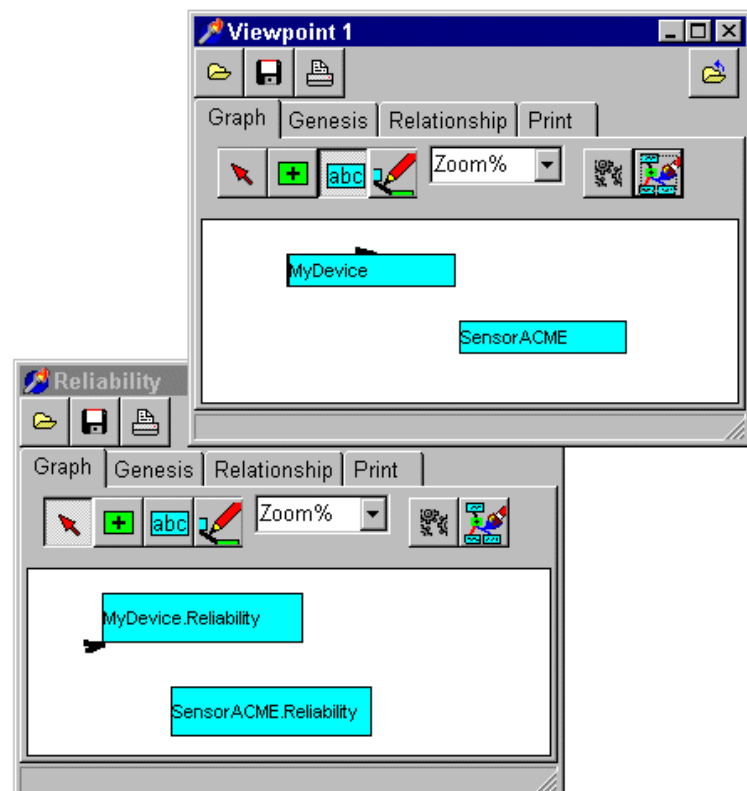 Viewpoint 1
Graph Genesis Relationship Print
abc Zoom%
MyDevice
SensorACME
Reliability
Graph Genesis Relationship Print
abc Zoom%
MyDevice.Reliability
SensorACME.Reliability